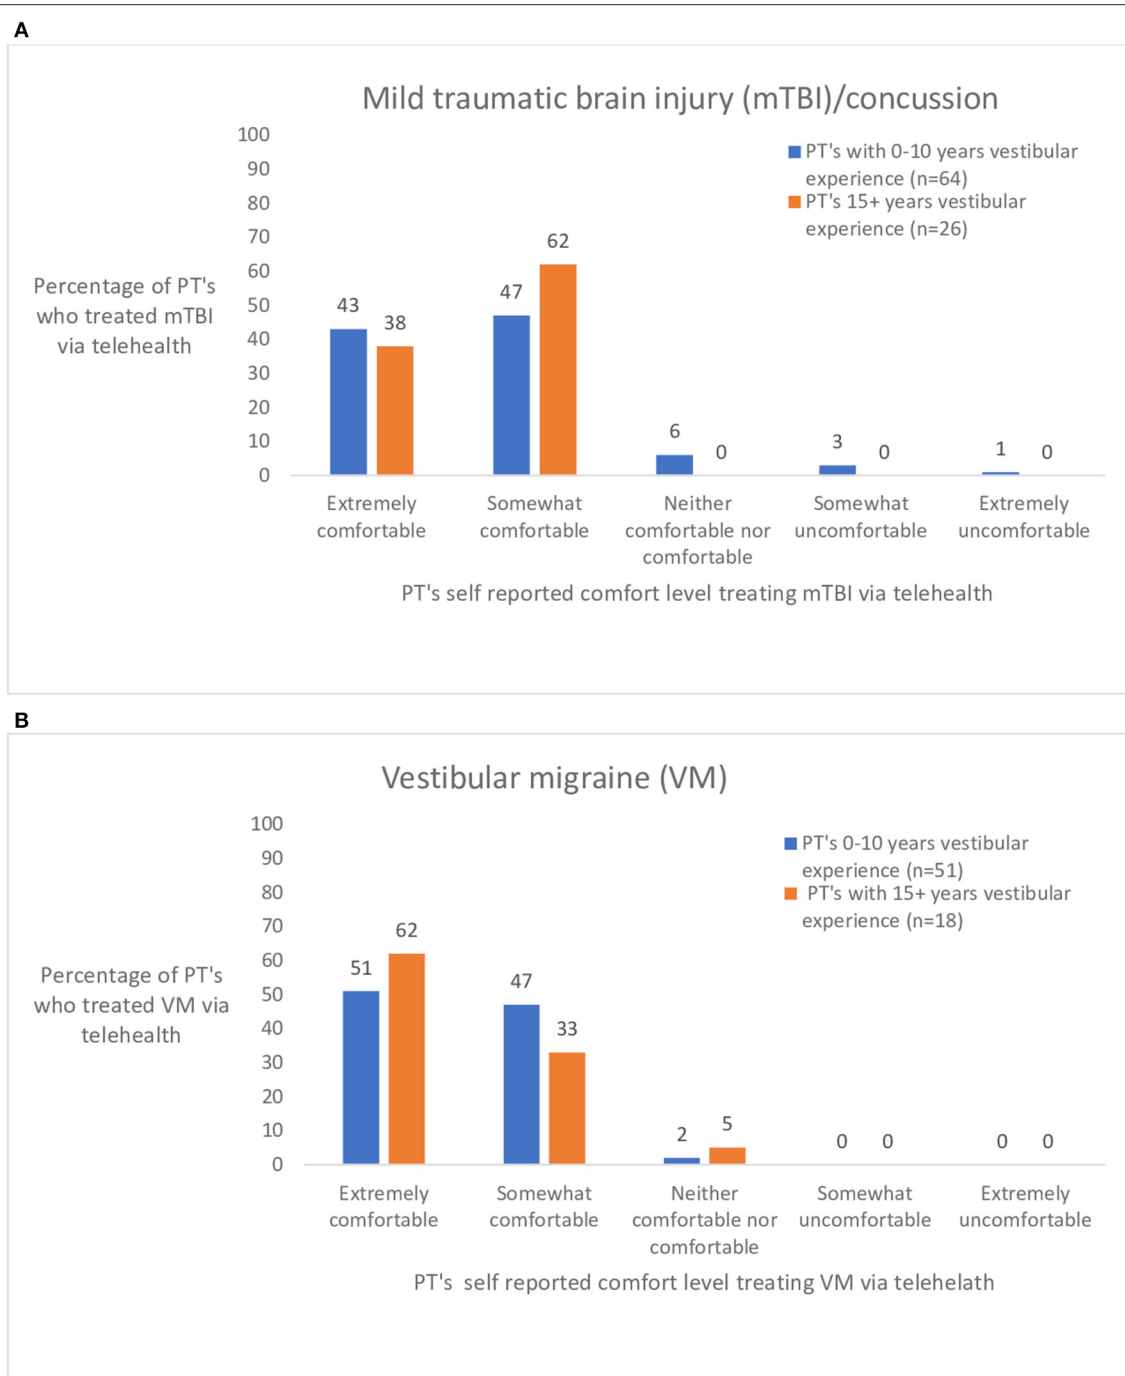 A
Mild traumatic brain injury (mTBI)/concussion
100
90
80
70
60
50
40
30
20
10
0
Percentage of PT's
who treated mTBI
via telehealth
PT's with 0-10 years vestibular
experience (n=64)
PT's 15+ years vestibular
experience (n=26)
43
38
47
62
6
0
3
0
1
0
Extremely
comfortable
Somewhat
comfortable
Neither
comfortable nor
comfortable
Somewhat
uncomfortable
Extremely
uncomfortable
PT's self reported comfort level treating mTBI via telehealth
B
Vestibular migraine (VM)
100
90
80
70
60
50
40
30
20
10
0
Percentage of PT's
who treated VM via
telehealth
PT's 0-10 years vestibular
experience (n=51)
PT's with 15+ years vestibular
experience (n=18)
51
62
47
33
2
5
0
0
0
0
Extremely
comfortable
Somewhat
comfortable
Neither
comfortable nor
comfortable
Somewhat
uncomfortable
Extremely
uncomfortable
PT's  self reported comfort level treating VM via telehelath